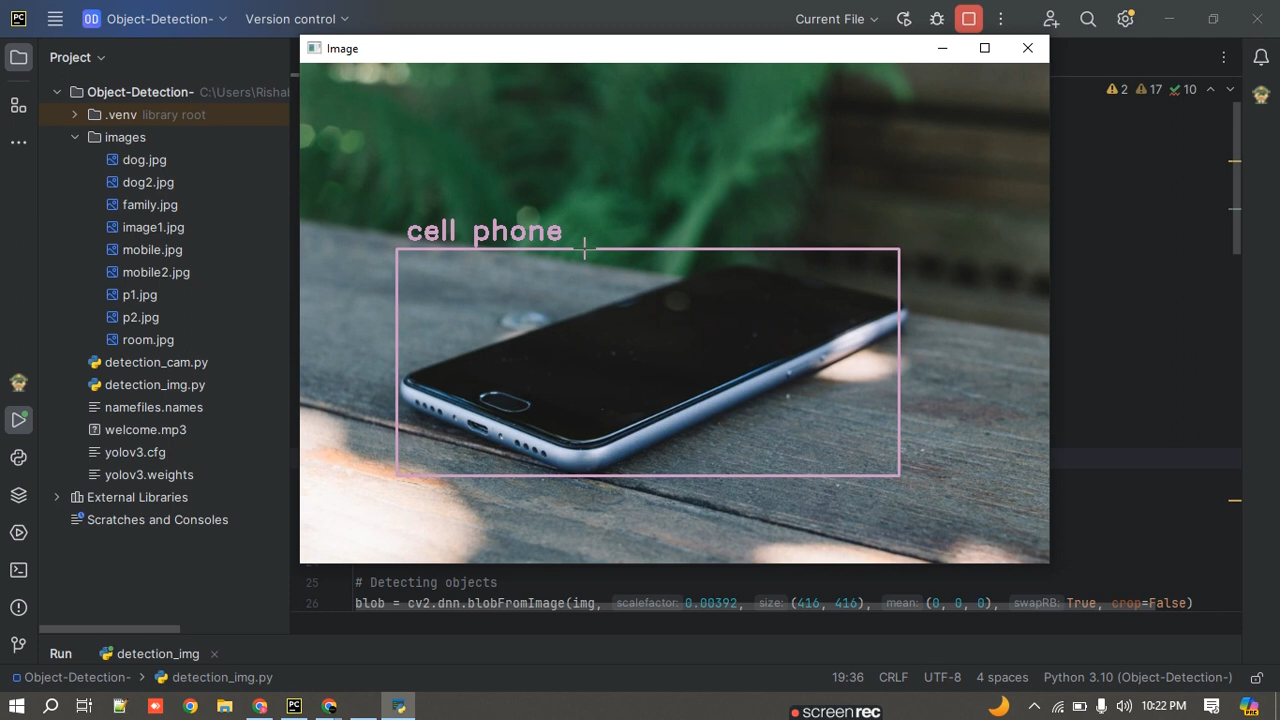 PC
OD Object-Detection-
Version control
Current File
Project
Image
Object-Detection- C:\Users\Rishal
.venv library root
images
dog.jpg
dog2.jpg
family.jpg
image1.jpg
mobile.jpg
mobile2.jpg
p1.jpg
p2.jpg
room.jpg
detection_cam.py
detection_img.py
namefiles.names
welcome.mp3
yolov3.cfg
yolov3.weights
External Libraries
Scratches and Consoles
2 17 10
cell phone
25 # Detecting objects
26 blob = cv2.dnn.blobFromImage(img, scalefactor: 0.00392, size: (416, 416), mean: (0, 0, 0), swapRB: True, crop=False)
Run detection_img
Object-Detection- > detection_img.py
19:36 CRLF UTF-8 4 spaces Python 3.10 (Object-Detection-)
PC
screenrec
10:22 PM
PRE